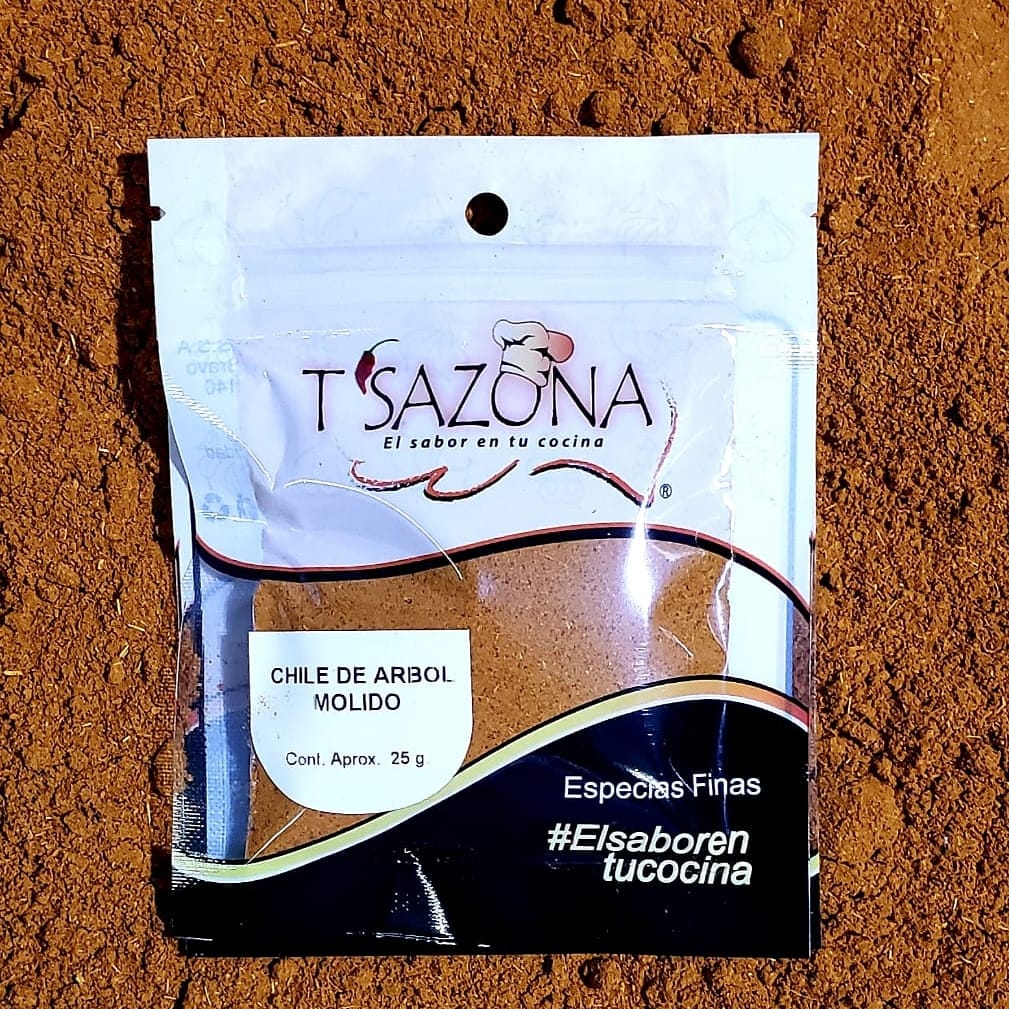 T'SAZONA
El sabor en tu cocina
®
CHILE DE ARBOL
MOLIDO
Cont. Aprox. 25 g.
Especias Finas
#Elsaboren
tucocina